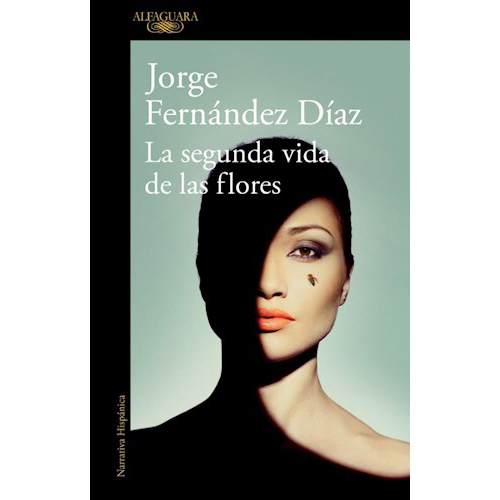 ALFAGUARA
Jorge
Fernández Díaz
La segunda vida
de las flores
Narrativa Hispánica